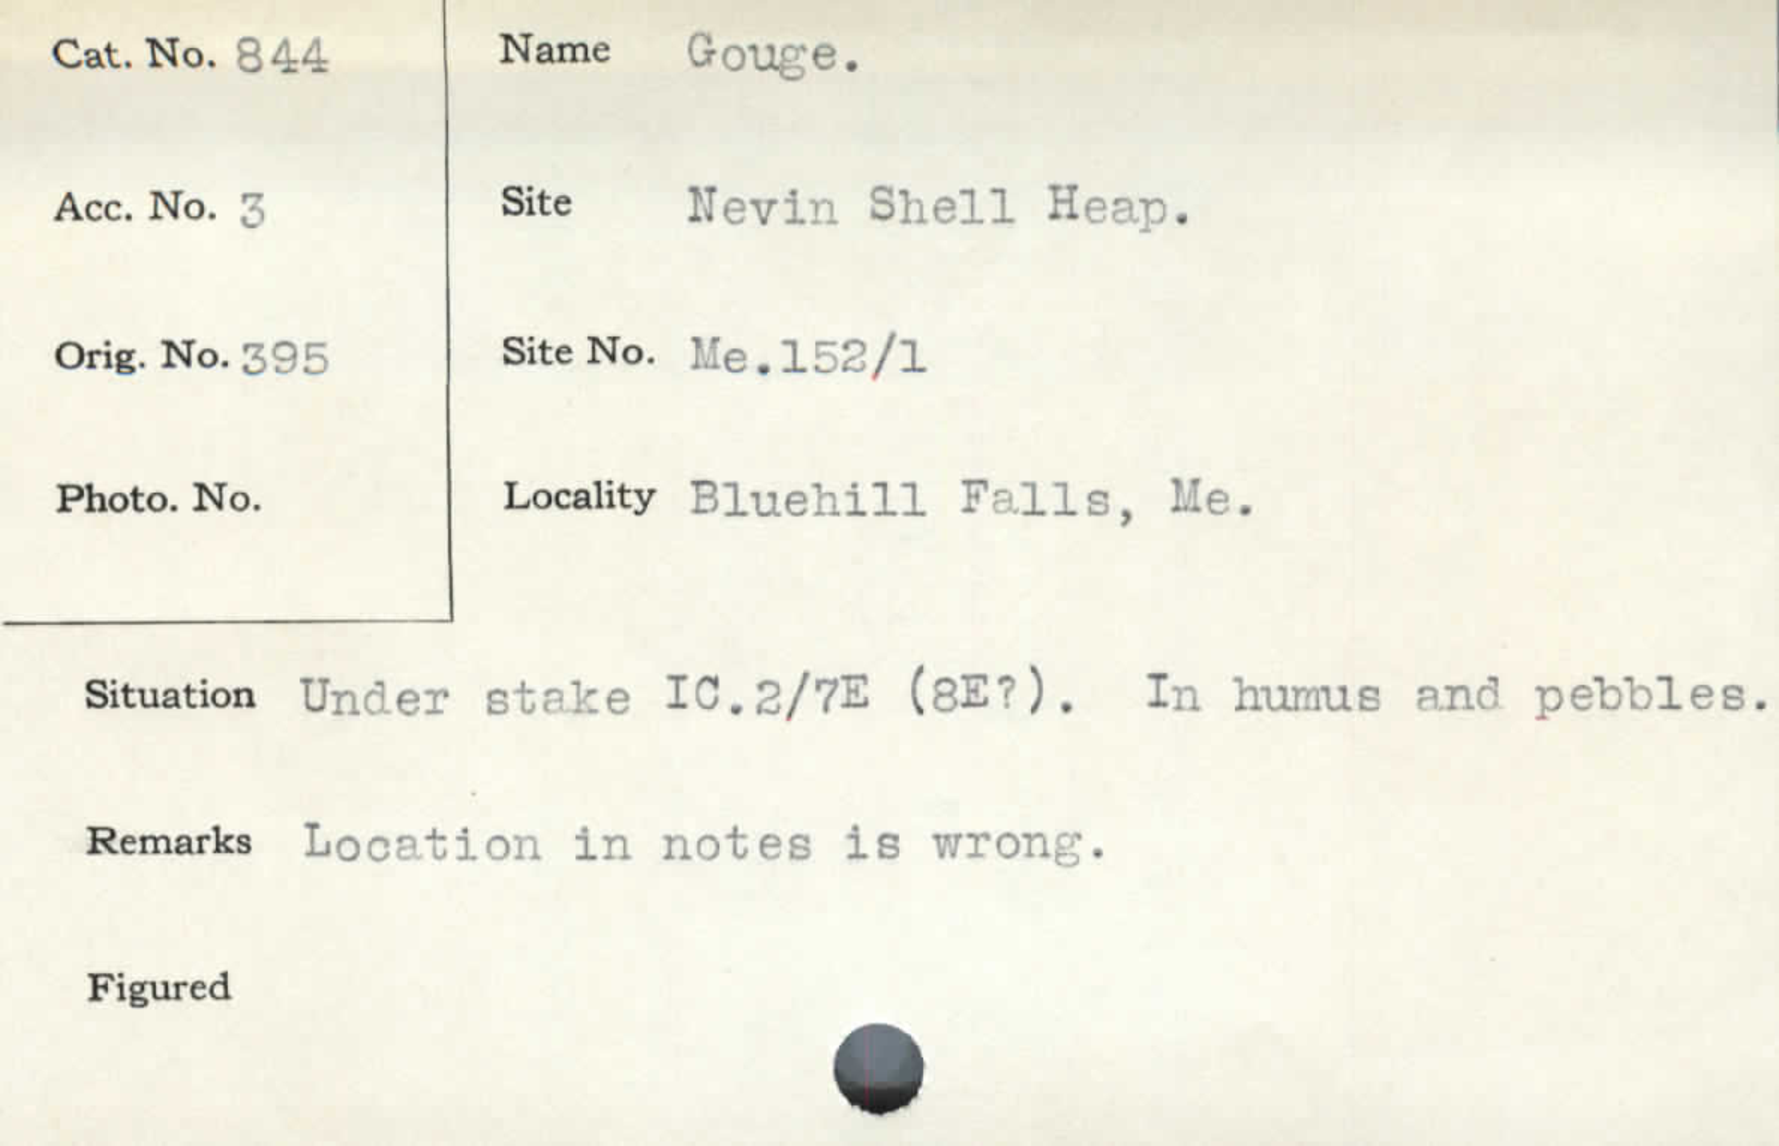 Cat. No. 844
Name Gouge.
Acc. No. 3
Site Nevin Shell Heap.
Orig. No. 395
Site No. Me.152/1
Photo. No.
Locality Bluehill Falls, Me.
Situation Under stake IC.2/7E (8E?). In humus and pebbles.
Remarks Location in notes is wrong.
Figured